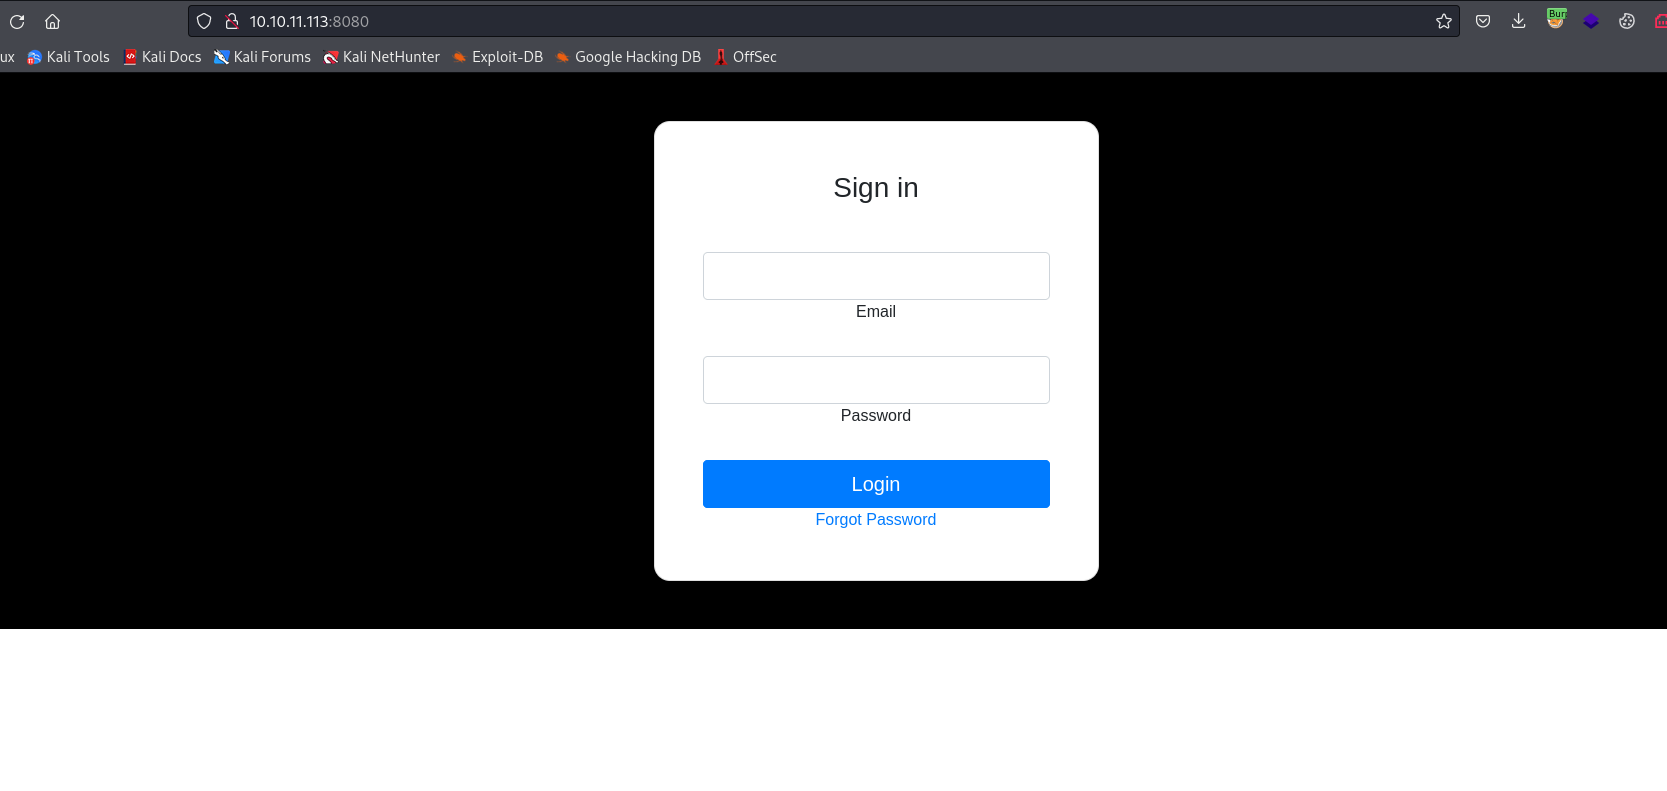 10.10.11.113:8080
Burp
ux Kali Tools Kali Docs Kali Forums Kali NetHunter Exploit-DB Google Hacking DB OffSec
Sign in
Email
Password
Login
Forgot Password